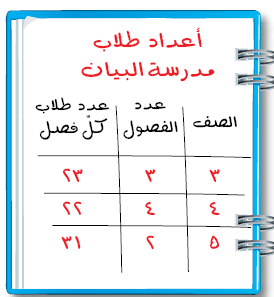 أعداد طلاب
مدرسة البيان
الصف عدد الفصول عدد طلاب كلّ فصل
٣ ٣ ٢٣
٤ ٤ ٢٢
٥ ٢ ٣١